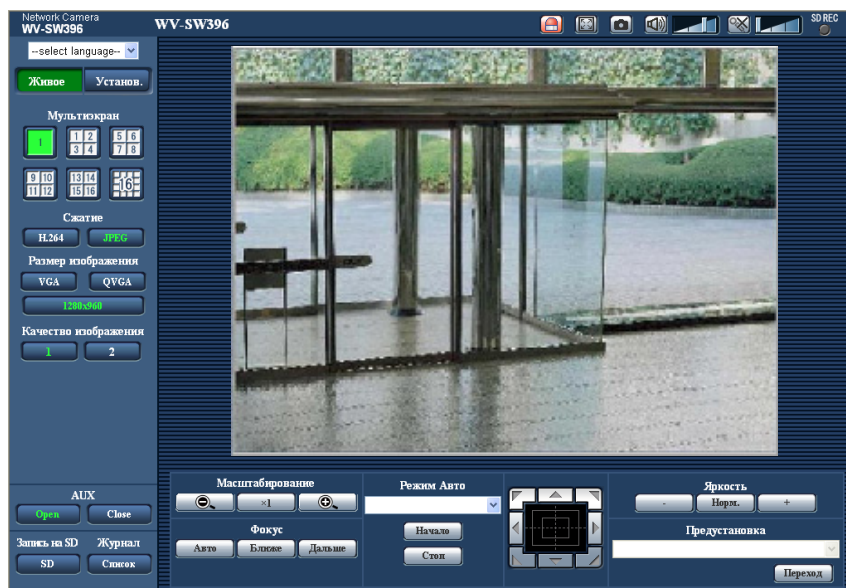 Network Camera
WV-SW396
WV-SW396
SD REC
--select language--
Живое Установ.
Мультиэкран
1 1 2 3 4 5 6 7 8
9 10 11 12 13 14 15 16 16
Сжатие
H.264 JPEG
Размер изображения
VGA QVGA
1280x960
Качество изображения
1 2
AUX
Open Close
Запись на SD Журнал
SD Список
Масштабирование
×1
Фокус
Авто Ближе Дальше
Режим Авто
Начало
Стоп
Яркость
- Норм. +
Предустановка
Переход